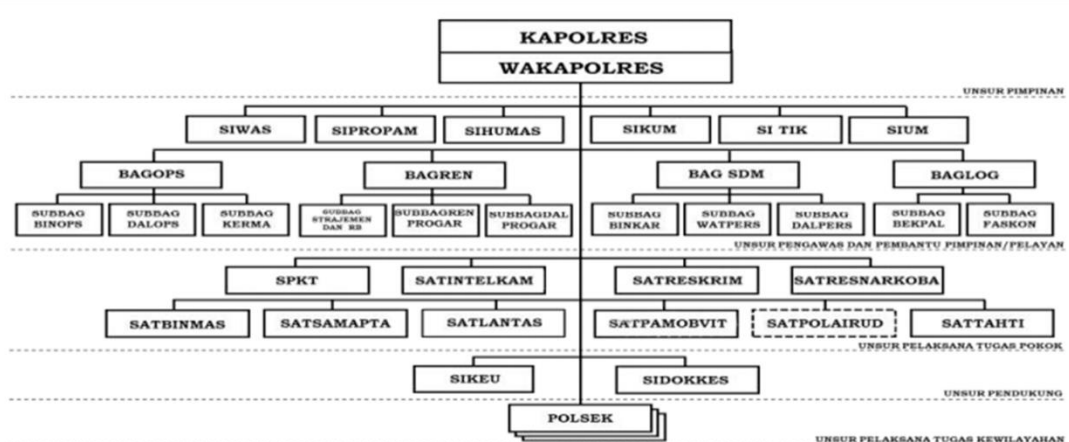 KAPOLRES
WAKAPOLRES
UNSUR PIMPINAN
SIWAS
SIPROPAM
SIHUMAS
SIKUM
SI TIK
SIUM
BAGOPS
BAGREN
BAG SDM
BAGLOG
SUBBAG
BINOPS
SUBBAG
DALOPS
SUBBAG
KERMA
SUBBAG
STRAJEMEN
DAN RB
SUBBAGREN
PROGAR
SUBBAGDAL
PROGAR
SUBBAG
BINKAR
SUBBAG
WATPERS
SUBBAG
DALPERS
SUBBAG
BEKPAL
SUBBAG
FASKON
UNSUR PENGAWAS DAN PEMBANTU PIMPINAN/PELAYAN
SPKT
SATINTELKAM
SATRESKRIM
SATRESNARKOBA
SATBINMAS
SATSAMAPTA
SATLANTAS
SATPAMOBVIT
SATPOLAIRUD
SATTAHTI
UNSUR PELAKSANA TUGAS POKOK
SIKEU
SIDOKKES
UNSUR PENDUKUNG
POLSEK
UNSUR PELAKSANA TUGAS KEWILAYAHAN